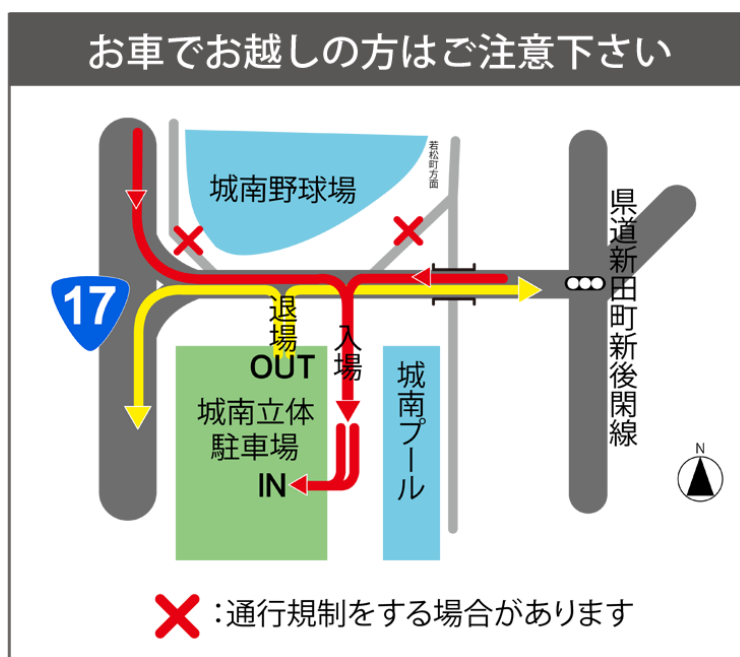 お車でお越しの方はご注意下さい
若松町方面
城南野球場
県道新田町新後閑線
17
退場
入場
OUT
城南立体
駐車場
IN
城南プール
N
:通行規制をする場合があります